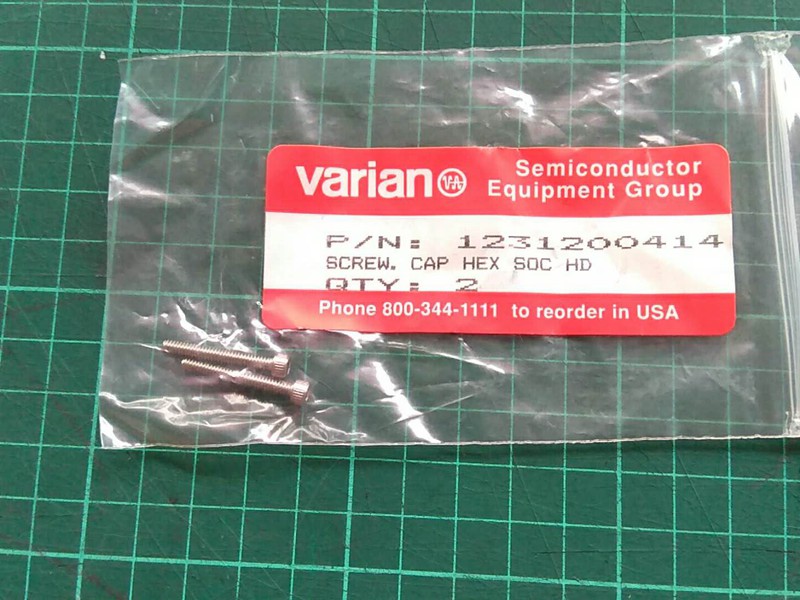 varian VA Semiconductor
Equipment Group
P/N: 1231200414
SCREW. CAP HEX SOC HD
QTY: 2
Phone 800-344-1111 to reorder in USA